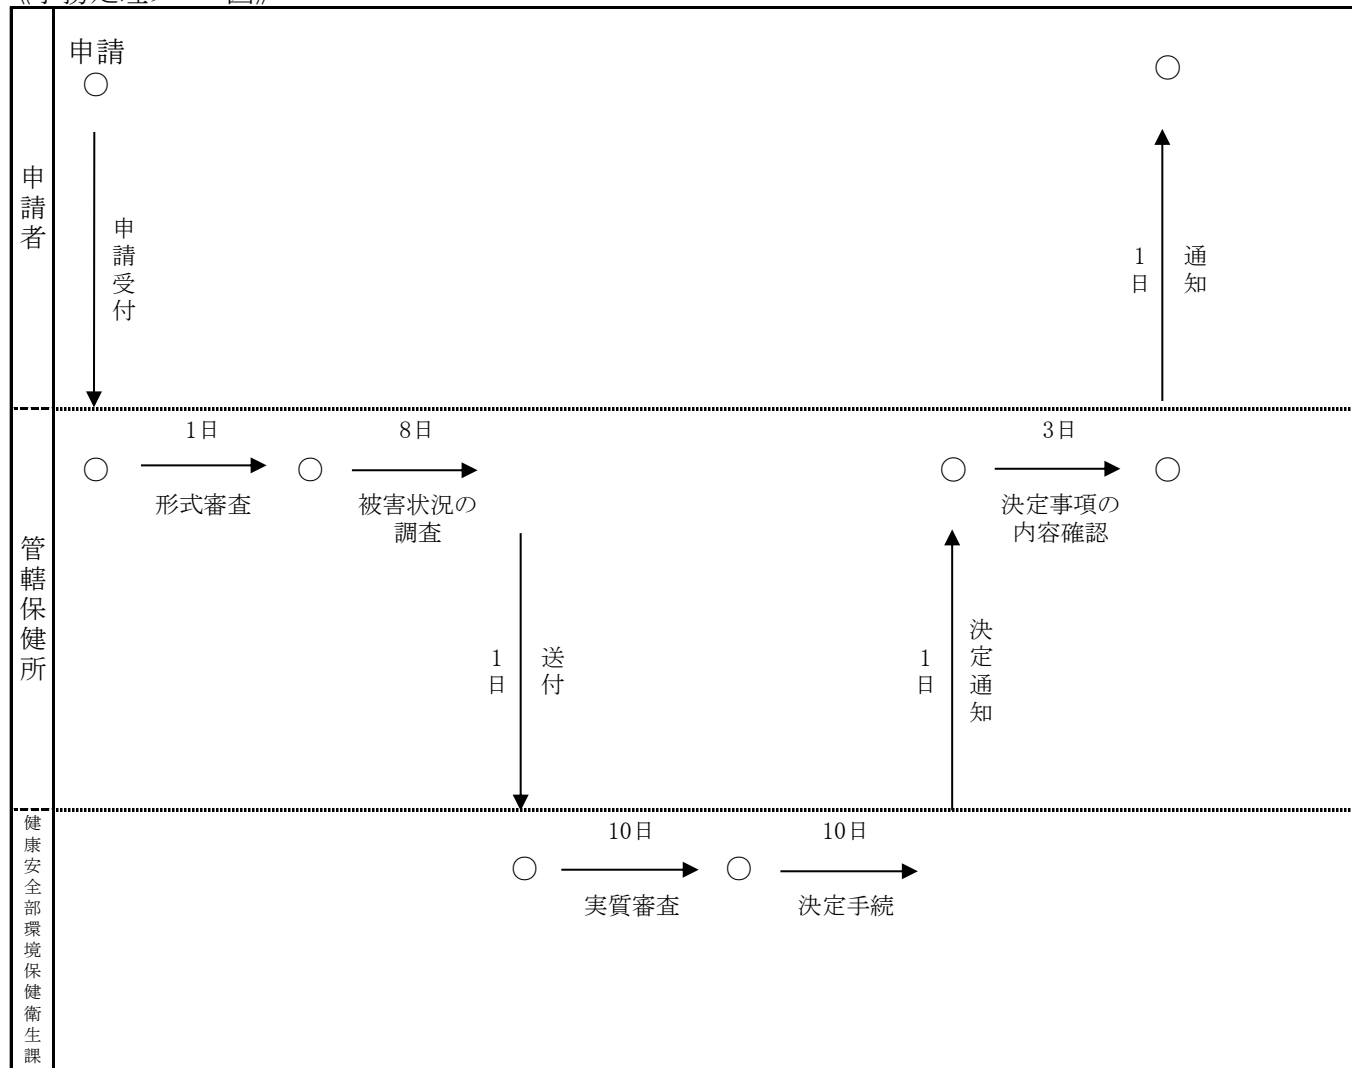 申請
申請者
申請受付
1日
通知
管轄保健所
1日
形式審査
8日
被害状況の
調査
1日
送付
1日
決定通知
3日
決定事項の
内容確認
健康安全部環境保健衛生課
10日
実質審査
10日
決定手続